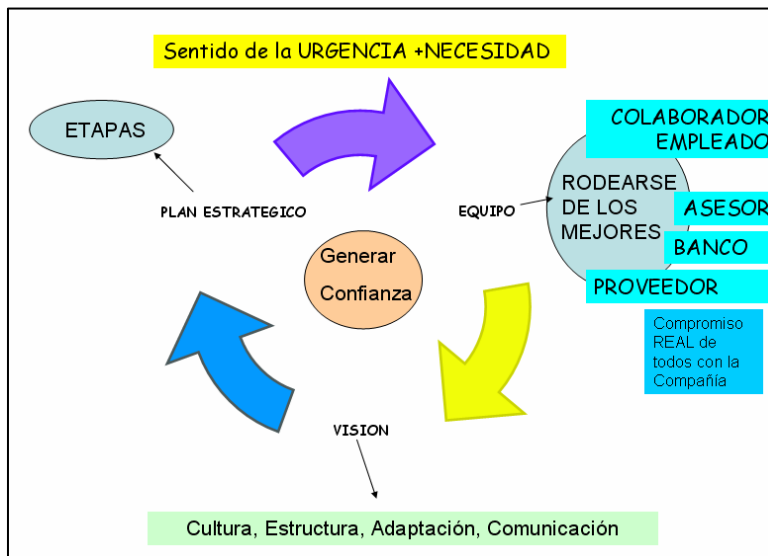 Sentido de la URGENCIA +NECESIDAD
ETAPAS
PLAN ESTRATEGICO
EQUIPO
COLABORADOR
EMPLEADO
RODEARSE
DE LOS
MEJORES
ASESOR
BANCO
PROVEEDOR
Compromiso
REAL de
todos con la
Compañía
Generar
Confianza
VISION
Cultura, Estructura, Adaptación, Comunicación